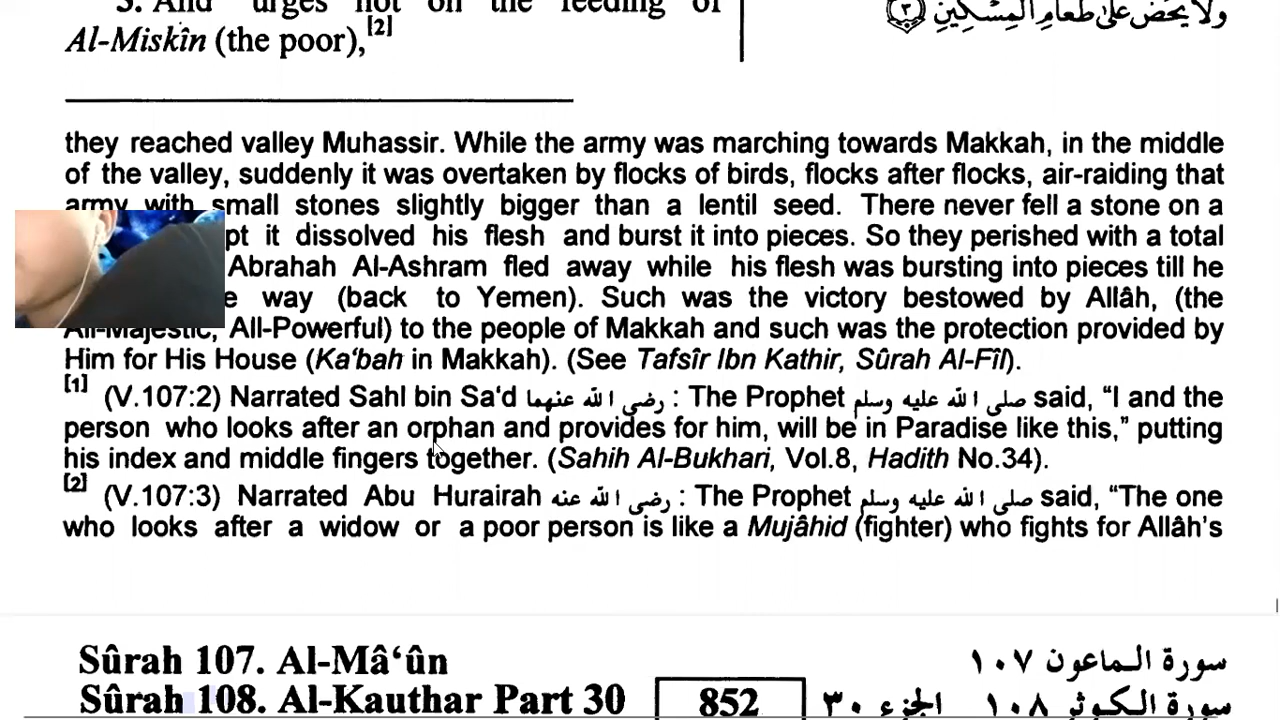 3. And urges not on the feeding of
Al-Miskîn (the poor),[2]
ولا يحض على طعام المسكين ٣
they reached valley Muhassir. While the army was marching towards Makkah, in the middle
of the valley, suddenly it was overtaken by flocks of birds, flocks after flocks, air-raiding that
army with small stones slightly bigger than a lentil seed. There never fell a stone on a
pt it dissolved his flesh and burst it into pieces. So they perished with a total
Abrahah Al-Ashram fled away while his flesh was bursting into pieces till he
e way (back to Yemen). Such was the victory bestowed by Allâh, (the
All-Majestic, All-Powerful) to the people of Makkah and such was the protection provided by
Him for His House (Ka‘bah in Makkah). (See Tafsîr Ibn Kathir, Sûrah Al-Fîl).
[1] (V.107:2) Narrated Sahl bin Sa‘d رضي الله عنهما : The Prophet صلى الله عليه وسلم said, “I and the
person who looks after an orphan and provides for him, will be in Paradise like this,” putting
his index and middle fingers together. (Sahih Al-Bukhari, Vol.8, Hadith No.34).
[2] (V.107:3) Narrated Abu Hurairah رضي الله عنه : The Prophet صلى الله عليه وسلم said, “The one
who looks after a widow or a poor person is like a Mujâhid (fighter) who fights for Allâh’s
Sûrah 107. Al-Mâ‘ûn
سورة الـماعون ١٠٧
Sûrah 108. Al-Kauthar Part 30
852
الجزء ٣٠
سورة الـكـوثـر ١٠٨